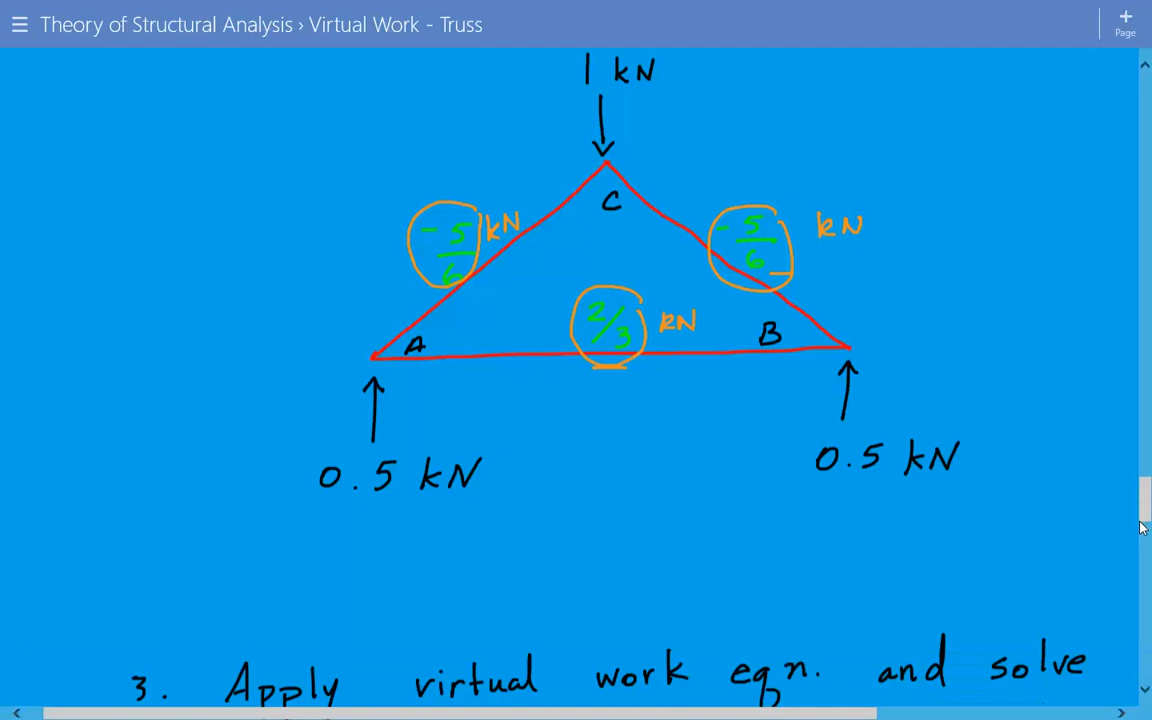 Theory of Structural Analysis › Virtual Work - Truss
Page
1 kN
C
- 5/6 kN
- 5/6 kN
2/3 kN
A
B
0.5 kN
0.5 kN
3. Apply virtual work eqn. and solve